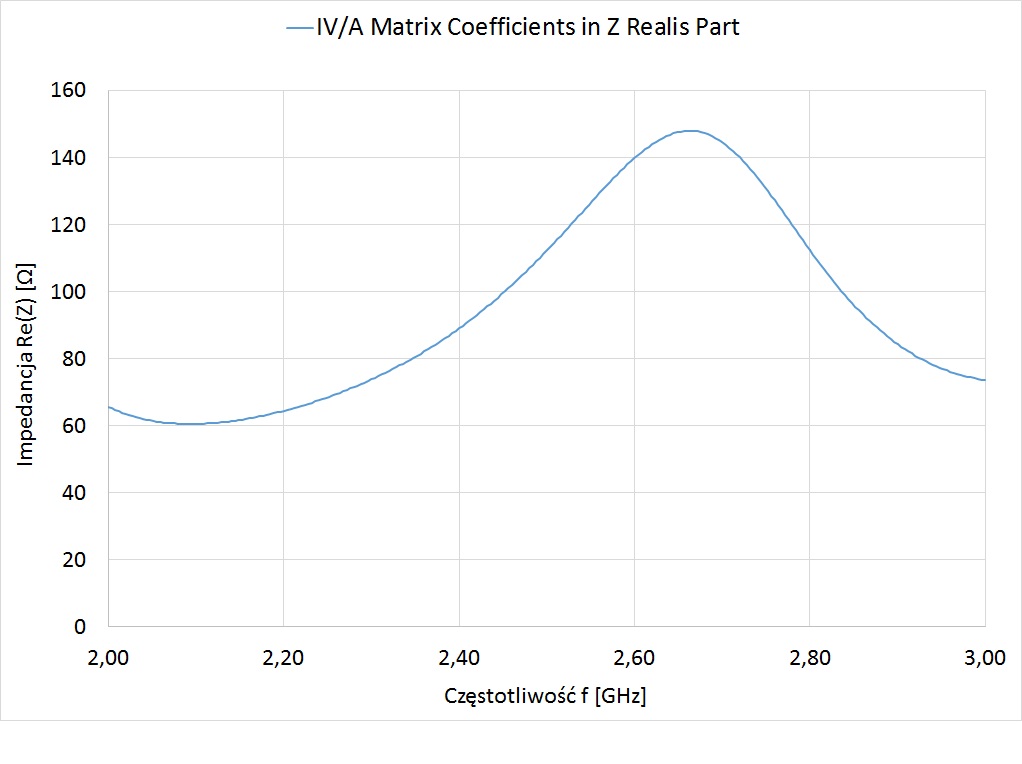 IV/A Matrix Coefficients in Z Realis Part
160
140
120
100
80
60
40
20
0
Impedancja Re(Z) [Ω]
2,00 2,20 2,40 2,60 2,80 3,00
Częstotliwość f [GHz]